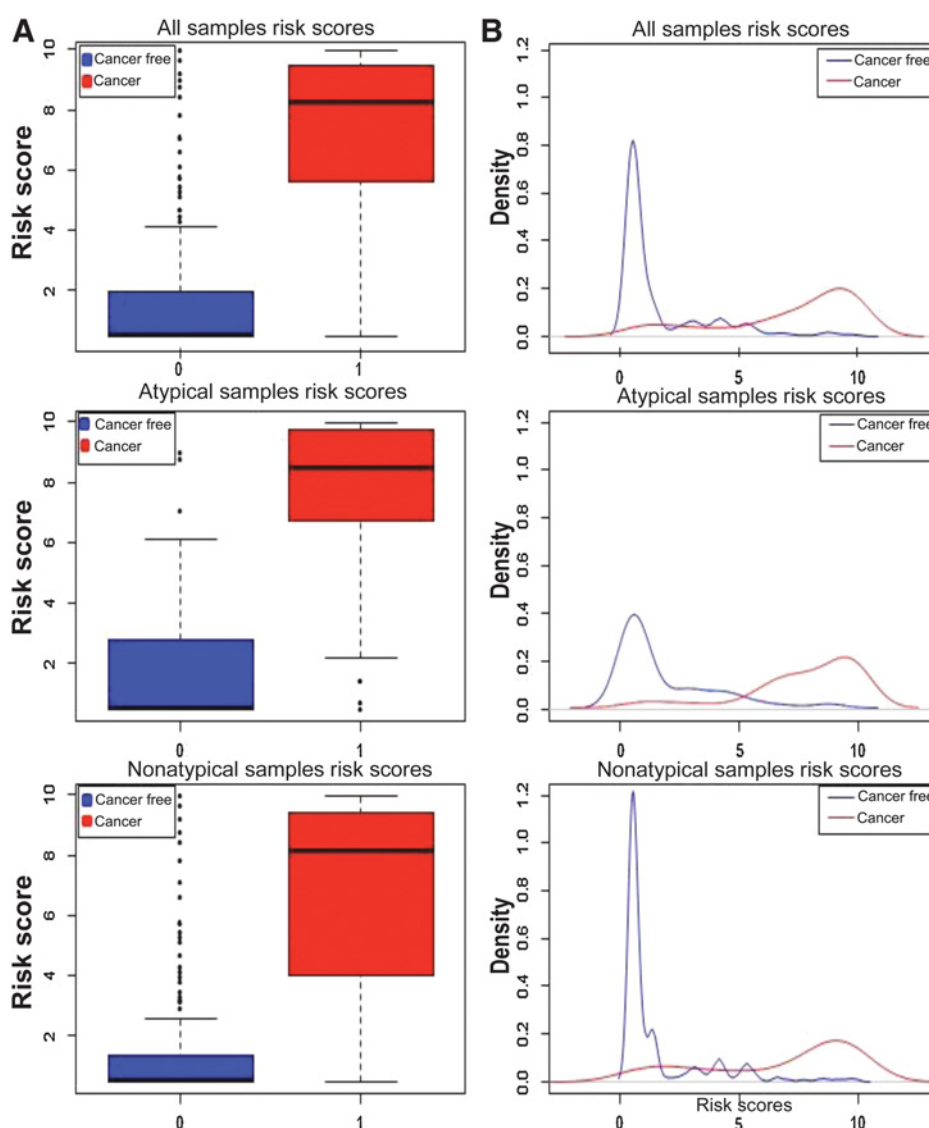 A
All samples risk scores
Cancer free
Cancer
Risk score
10
8
6
4
2
0
1
Atypical samples risk scores
Cancer free
Cancer
Risk score
10
8
6
4
2
0
1
Nonatypical samples risk scores
Cancer free
Cancer
Risk score
10
8
6
4
2
0
1
B
All samples risk scores
Cancer free
Cancer
Density
1.2
1.0
0.8
0.6
0.4
0.2
0.0
0
5
10
Atypical samples risk scores
Cancer free
Cancer
Density
1.2
1.0
0.8
0.6
0.4
0.2
0.0
0
5
10
Nonatypical samples risk scores
Cancer free
Cancer
Density
1.2
1.0
0.8
0.6
0.4
0.2
0.0
0
5
10
Risk scores